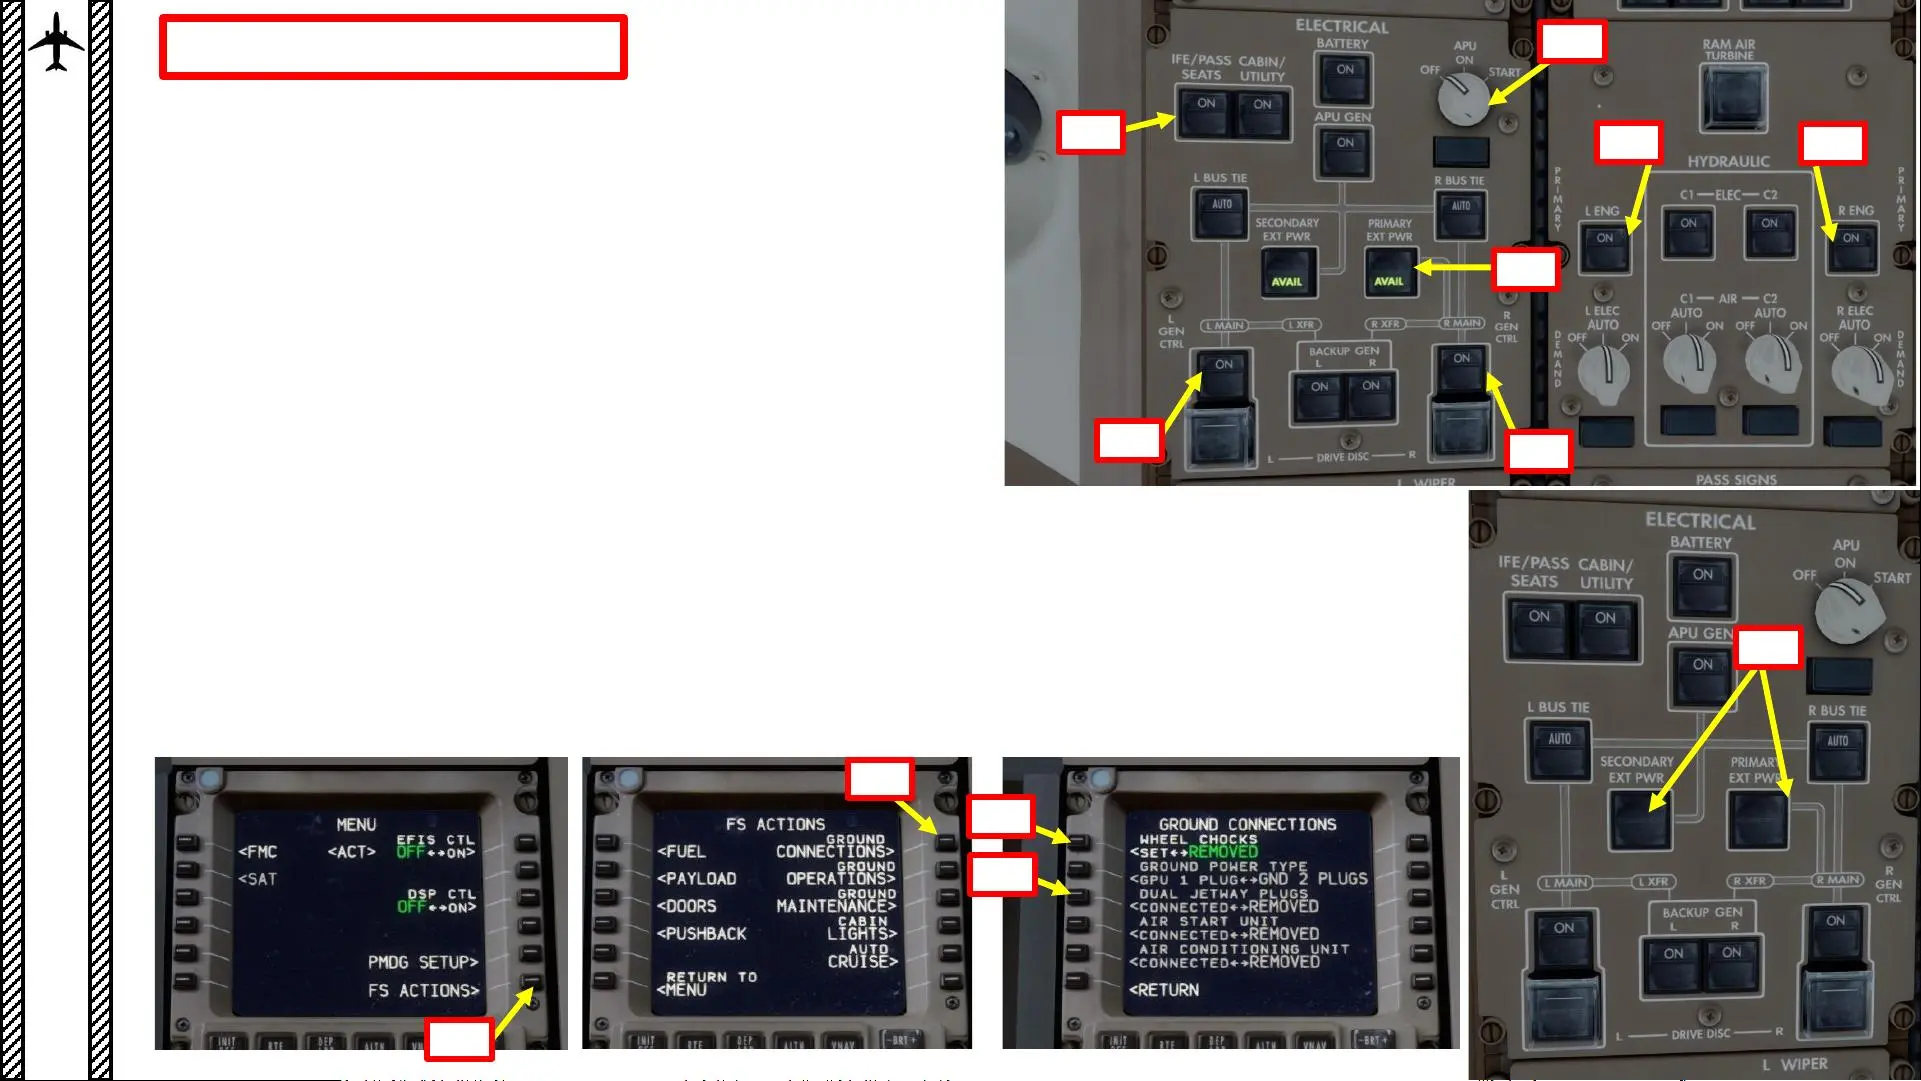 ELECTRICAL
BATTERY
ON
IFE/PASS SEATS
CABIN/ UTILITY
ON
ON
APU
OFF
ON
START
APU GEN
ON
L BUS TIE
AUTO
R BUS TIE
AUTO
SECONDARY EXT PWR
AVAIL
PRIMARY EXT PWR
AVAIL
L MAIN
L XFR
R XFR
R MAIN
L GEN CTRL
ON
R GEN CTRL
ON
BACKUP GEN
L
R
ON
ON
L
DRIVE DISC
R
L WIPER
RAM AIR TURBINE
HYDRAULIC
PRIMARY
PRIMARY
L ENG
ON
C1
ELEC
C2
ON
ON
R ENG
ON
L ELEC
AUTO
OFF
ON
C1
AIR
C2
AUTO
OFF
ON
AUTO
OFF
ON
R ELEC
AUTO
OFF
ON
DEMAND
DEMAND
PASS SIGNS
ELECTRICAL
BATTERY
ON
IFE/PASS SEATS
CABIN/ UTILITY
ON
ON
APU
OFF
ON
START
APU GEN
ON
L BUS TIE
AUTO
R BUS TIE
AUTO
SECONDARY EXT PWR
PRIMARY EXT PWR
L MAIN
L XFR
R XFR
R MAIN
L GEN CTRL
ON
R GEN CTRL
ON
BACKUP GEN
L
R
ON
ON
L
DRIVE DISC
R
L WIPER
MENU
EFIS CTL
<FMC <ACT> OFF↔ON>
<SAT
DSP CTL
OFF↔ON>
PMDG SETUP>
FS ACTIONS>
INIT
RTE
DEP
ALTN
FS ACTIONS
GROUND
<FUEL CONNECTIONS>
GROUND
<PAYLOAD OPERATIONS>
GROUND
<DOORS MAINTENANCE>
CABIN
<PUSHBACK LIGHTS>
AUTO
CRUISE>
RETURN TO
<MENU
INIT
RTE
DEP
ALTN
VNAV
-BRT+
GROUND CONNECTIONS
WHEEL CHOCKS
<SET↔REMOVED
GROUND POWER TYPE
<GPU 1 PLUG↔GND 2 PLUGS
DUAL JETWAY PLUGS
<CONNECTED↔REMOVED
AIR START UNIT
<CONNECTED↔REMOVED
AIR CONDITIONING UNIT
<CONNECTED↔REMOVED
<RETURN
INIT
RTE
DEP
ALTN
VNAV
-BRT+